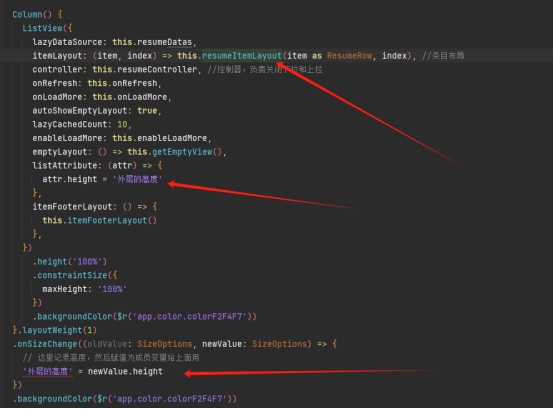 Column() {
ListView({
lazyDataSource: this.resumeDatas,
itemLayout: (item, index) => this.resumeItemLayout(item as ResumeRow, index), //条目布局
controller: this.resumeController, //控制器，负责关闭下拉和上拉
onRefresh: this.onRefresh,
onLoadMore: this.onLoadMore,
autoShowEmptyLayout: true,
lazyCachedCount: 10,
enableLoadMore: this.enableLoadMore,
emptyLayout: () => this.getEmptyView(),
listAttribute: (attr) => {
attr.height = '外层的高度'
},
itemFooterLayout: () => {
this.itemFooterLayout()
},
})
.height('100%')
.constraintSize({
maxHeight: '100%'
})
.backgroundColor($r('app.color.colorF2F4F7'))
}.layoutWeight(1)
.onSizeChange((oldValue: SizeOptions, newValue: SizeOptions) => {
// 这里记录高度，然后赋值为成员变量给上面用
'外层的高度' = newValue.height
})
.backgroundColor($r('app.color.colorF2F4F7'))